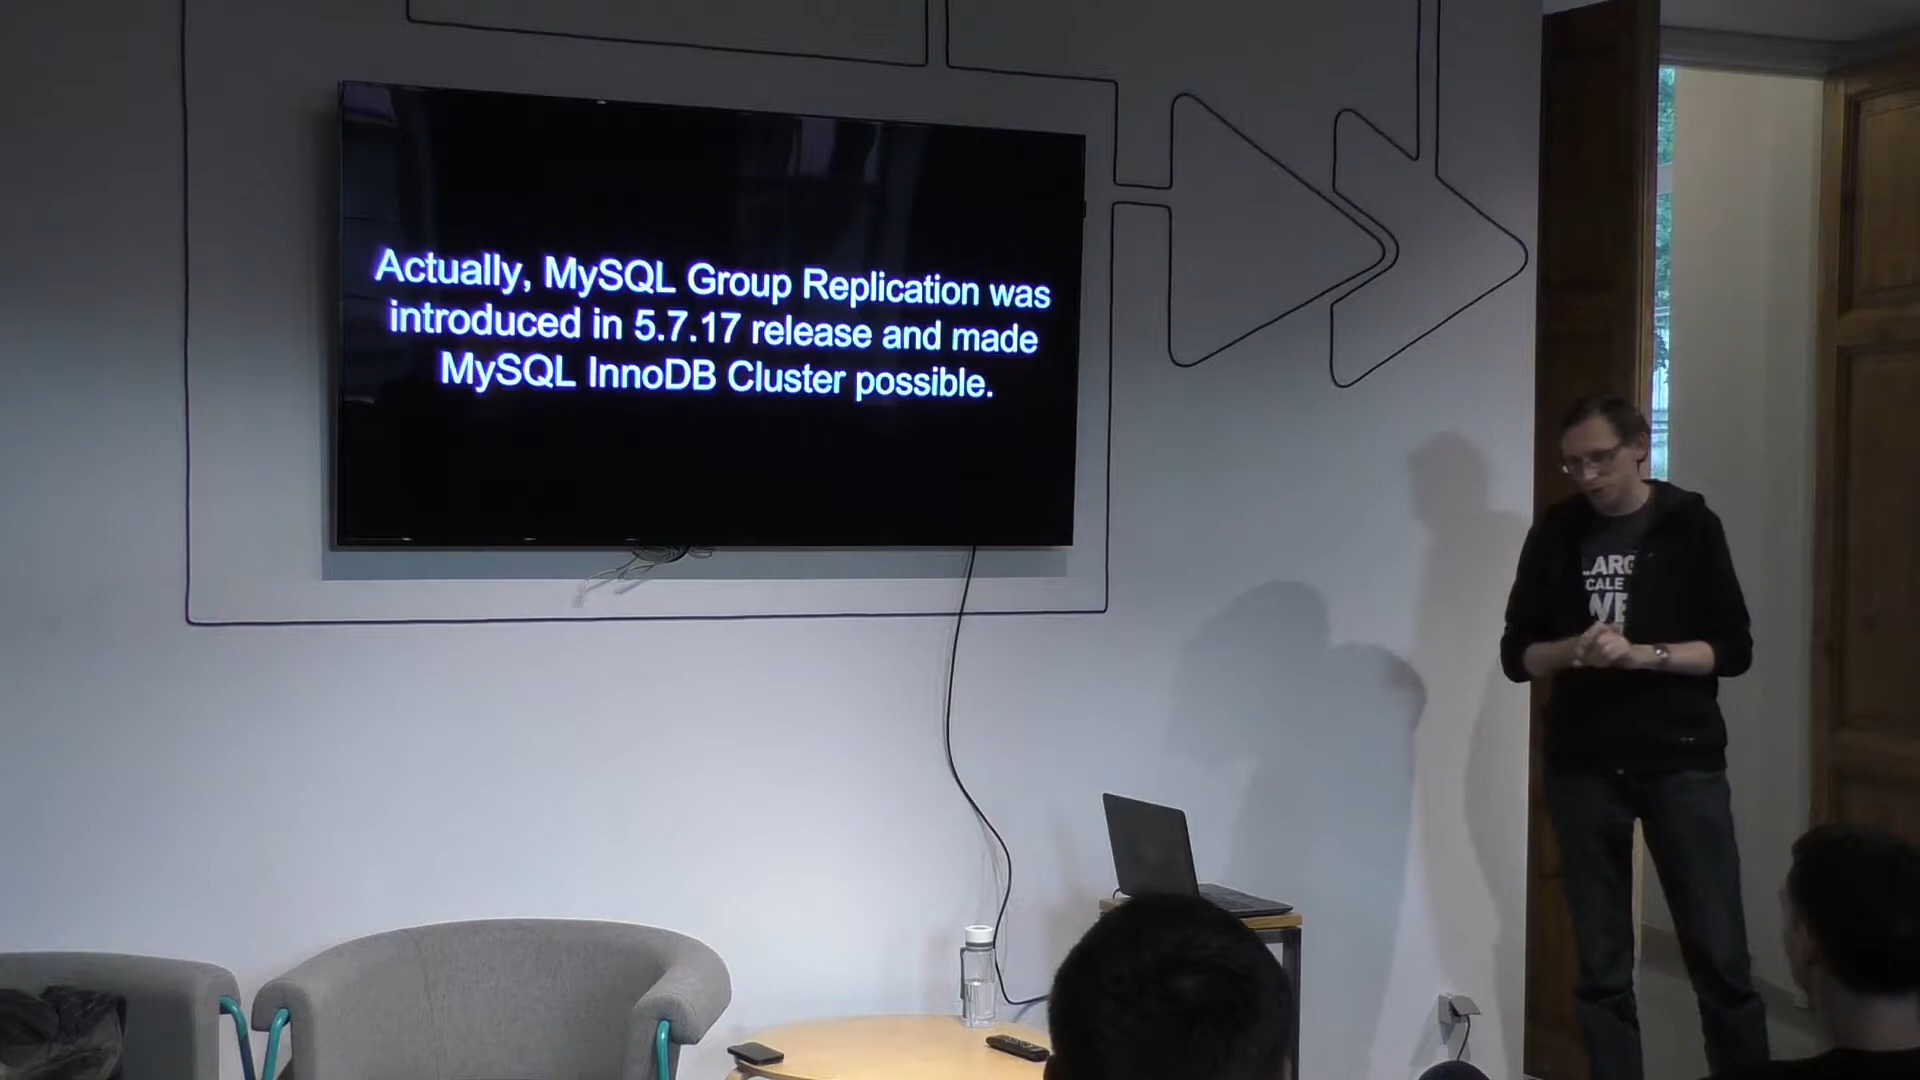 Actually, MySQL Group Replication was
introduced in 5.7.17 release and made
MySQL InnoDB Cluster possible.